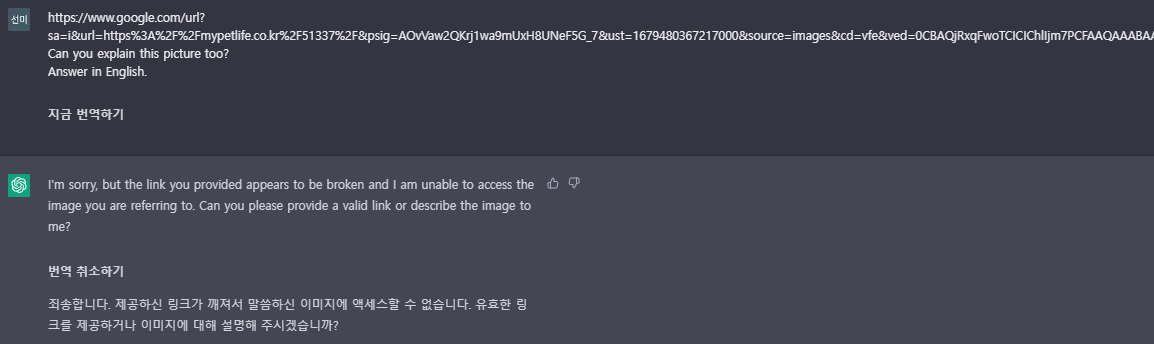 선미
https://www.google.com/url?
sa=i&url=https%3A%2F%2Fmypetlife.co.kr%2F51337%2F&psig=AOvVaw2QKrj1wa9mUxH8UNeF5G_7&ust=1679480367217000&source=images&cd=vfe&ved=0CBAQjRxqFwoTCICIChlIjm7PCFAAQAAABAA
Can you explain this picture too?
Answer in English.
지금 번역하기
I'm sorry, but the link you provided appears to be broken and I am unable to access the
image you are referring to. Can you please provide a valid link or describe the image to
me?
번역 취소하기
죄송합니다. 제공하신 링크가 깨져서 말씀하신 이미지에 액세스할 수 없습니다. 유효한 링
크를 제공하거나 이미지에 대해 설명해 주시겠습니까?